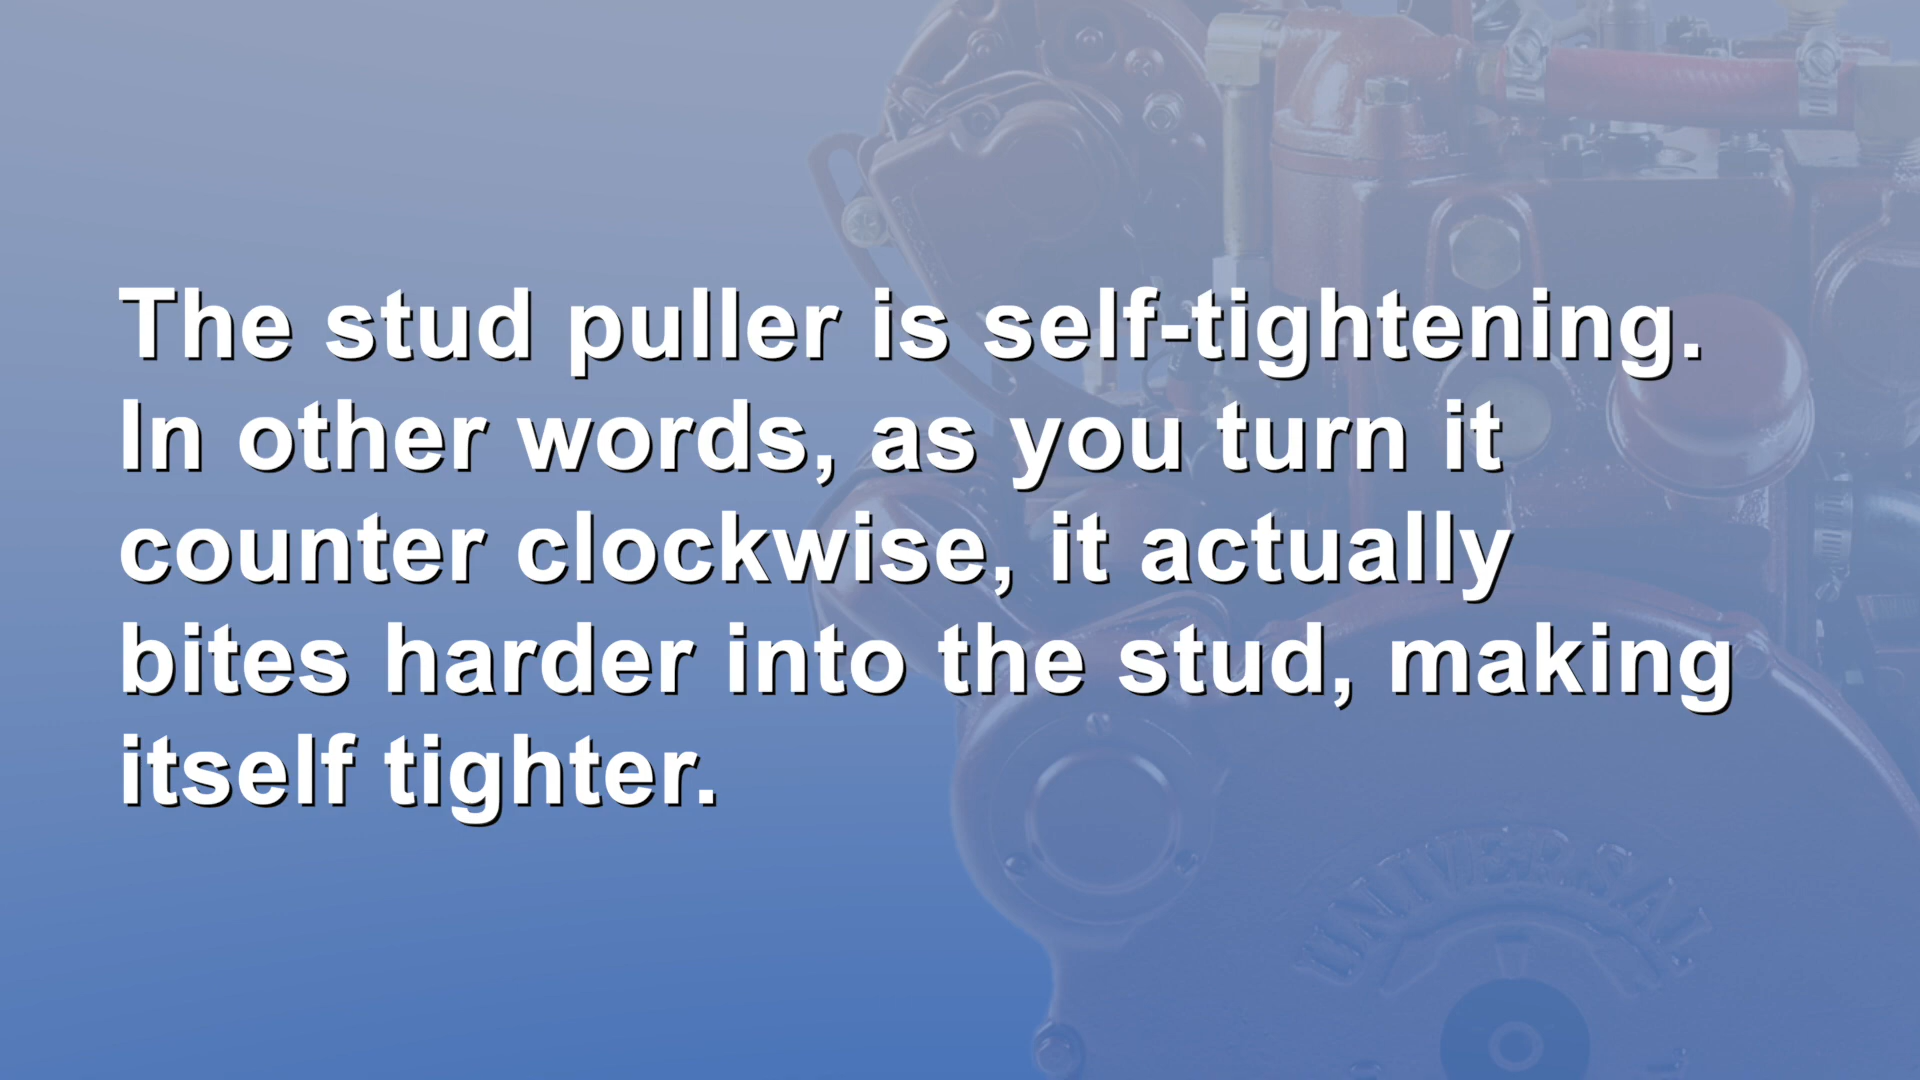 The stud puller is self-tightening.
In other words, as you turn it
counter clockwise, it actually
bites harder into the stud, making
itself tighter.
UNIVERSAL